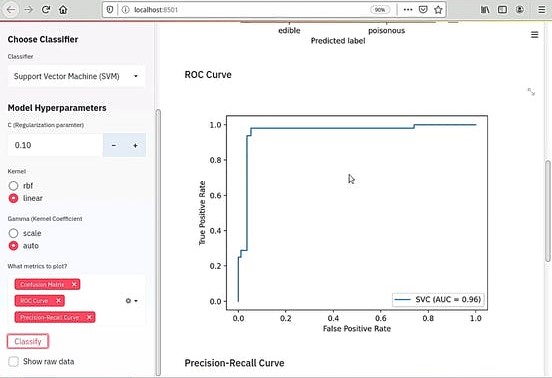 localhost:8501
90%
Choose Classifier
Classifier
Support Vector Machine (SVM)
Model Hyperparameters
C (Regularization paramter)
0.10
Kernel
rbf
linear
Gamma (Kernel Coefficient
scale
auto
What metrics to plot?
Confusion Matrix
ROC Curve
Precision-Recall Curve
Classify
Show raw data
edible
poisonous
Predicted label
ROC Curve
1.0
0.8
0.6
0.4
0.2
0.0
True Positive Rate
SVC (AUC = 0.96)
0.0 0.2 0.4 0.6 0.8 1.0
False Positive Rate
Precision-Recall Curve